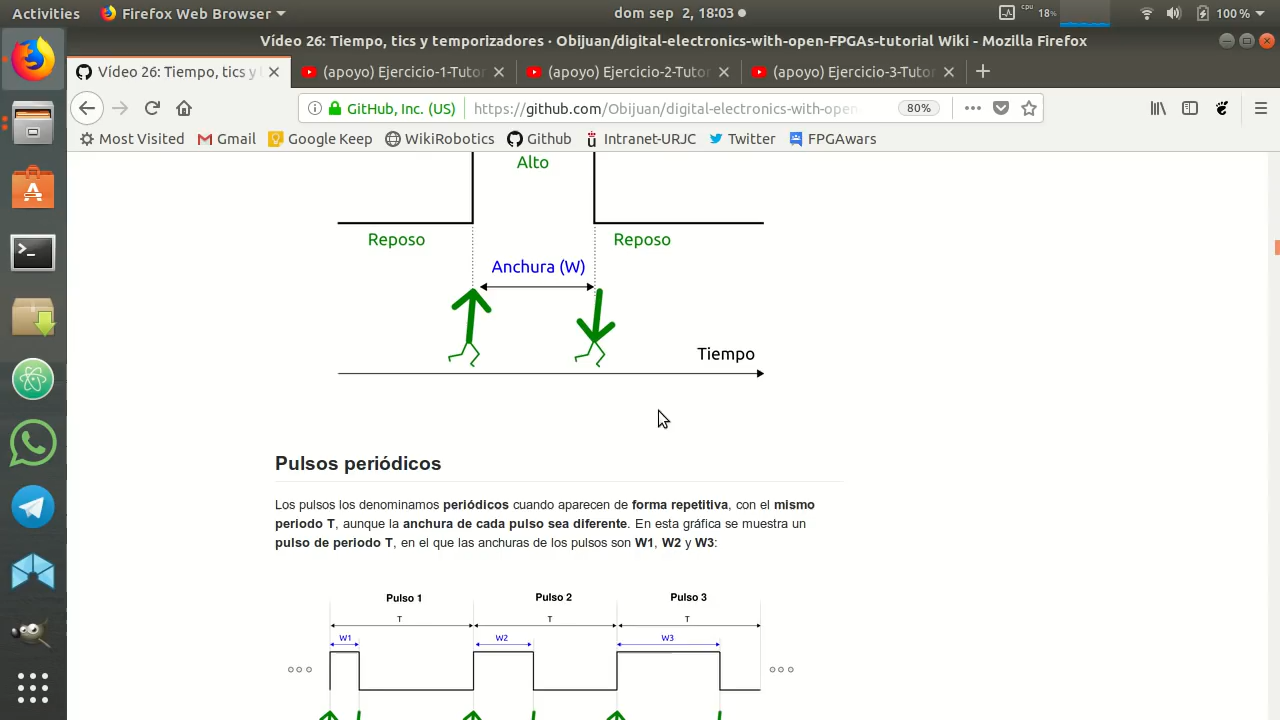 Activities
Firefox Web Browser
dom sep 2, 18:03
cpu
18%
100 %
Vídeo 26: Tiempo, tics y temporizadores · Obijuan/digital-electronics-with-open-FPGAs-tutorial Wiki - Mozilla Firefox
Vídeo 26: Tiempo, tics y t
(apoyo) Ejercicio-1-Tutor
(apoyo) Ejercicio-2-Tutor
(apoyo) Ejercicio-3-Tutor
GitHub, Inc. (US)
https://github.com/Obijuan/digital-electronics-with-open-
80%
Most Visited
Gmail
Google Keep
WikiRobotics
Github
Intranet-URJC
Twitter
FPGAwars
Alto
Reposo
Reposo
Anchura (W)
Tiempo
Pulsos periódicos
Los pulsos los denominamos periódicos cuando aparecen de forma repetitiva, con el mismo
periodo T, aunque la anchura de cada pulso sea diferente. En esta gráfica se muestra un
pulso de periodo T, en el que las anchuras de los pulsos son W1, W2 y W3:
Pulso 1
Pulso 2
Pulso 3
T
T
T
W1
W2
W3